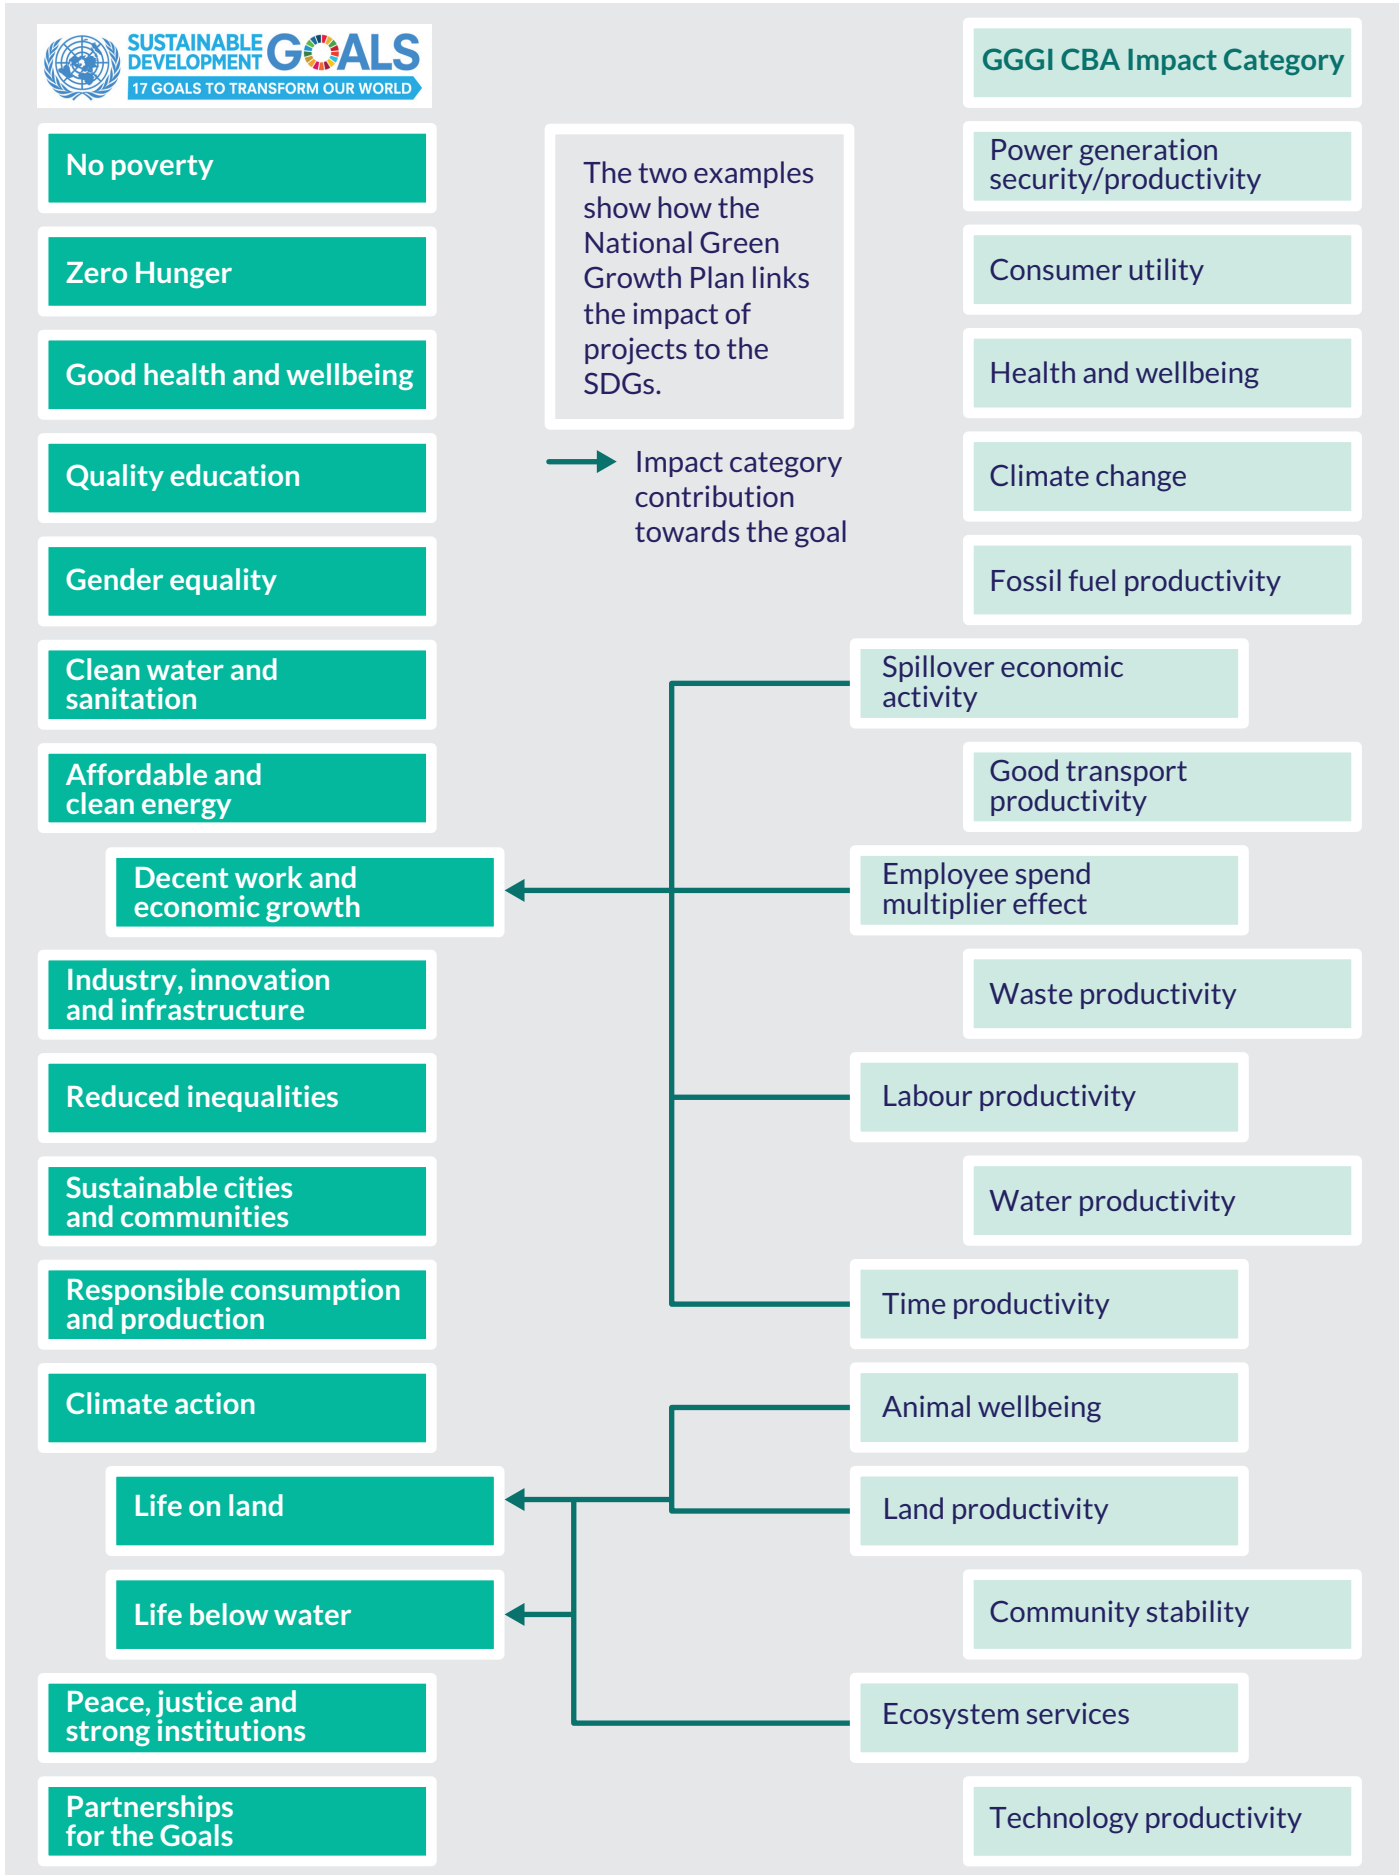 SUSTAINABLE
DEVELOPMENT
GOALS
17 GOALS TO TRANSFORM OUR WORLD
No poverty
Zero Hunger
Good health and wellbeing
Quality education
Gender equality
Clean water and
sanitation
Affordable and
clean energy
Decent work and
economic growth
Industry, innovation
and infrastructure
Reduced inequalities
Sustainable cities
and communities
Responsible consumption
and production
Climate action
Life on land
Life below water
Peace, justice and
strong institutions
Partnerships
for the Goals
The two examples
show how the
National Green
Growth Plan links
the impact of
projects to the
SDGs.
Impact category
contribution
towards the goal
GGGI CBA Impact Category
Power generation
security/productivity
Consumer utility
Health and wellbeing
Climate change
Fossil fuel productivity
Spillover economic
activity
Good transport
productivity
Employee spend
multiplier effect
Waste productivity
Labour productivity
Water productivity
Time productivity
Animal wellbeing
Land productivity
Community stability
Ecosystem services
Technology productivity